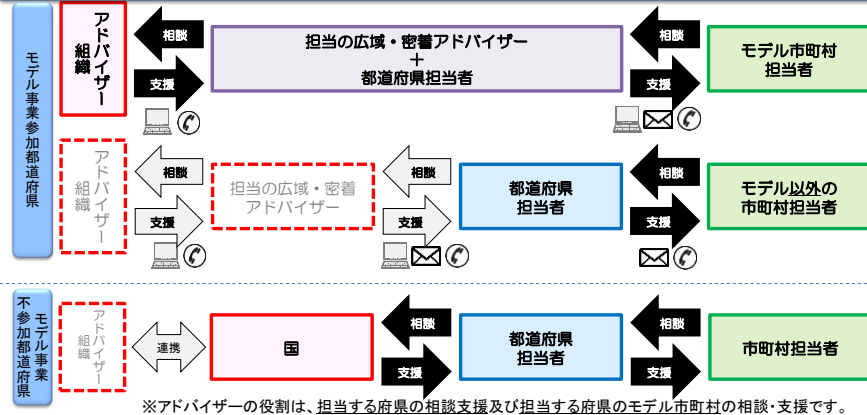 モデル事業参加都道府県
アドバイザー
組織
相談
支援
担当の広域・密着アドバイザー
＋
都道府県担当者
相談
支援
モデル市町村
担当者
アドバイザー
組織
相談
支援
担当の広域・密着
アドバイザー
相談
支援
都道府県
担当者
相談
支援
モデル以外の
市町村担当者
モデル事業
不参加都道府県
アドバイザー
組織
連携
国
相談
支援
都道府県
担当者
相談
支援
市町村担当者
※アドバイザーの役割は、担当する府県の相談支援及び担当する府県のモデル市町村の相談・支援です。